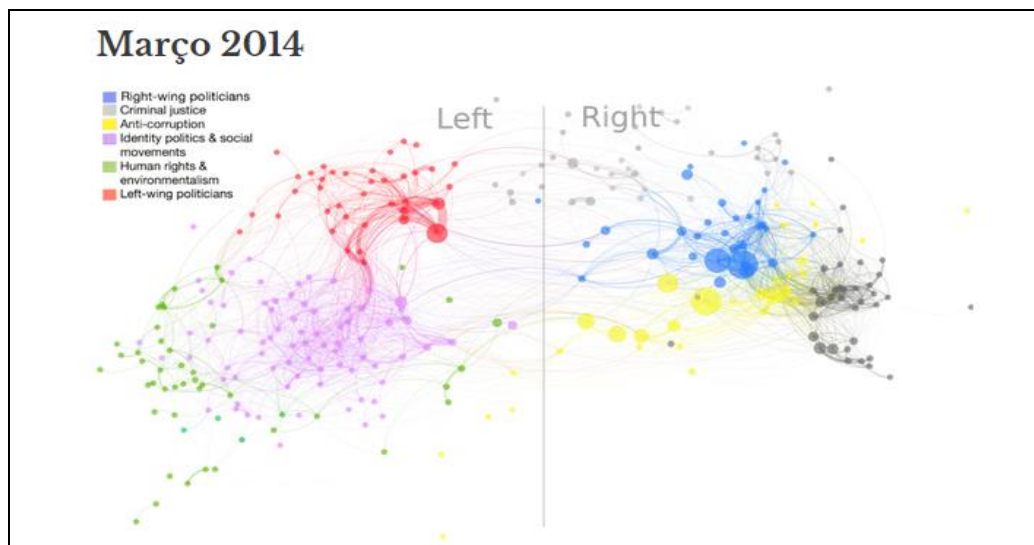 Março 2014
Right-wing politicians
Criminal justice
Anti-corruption
Identity politics & social
movements
Human rights &
environmentalism
Left-wing politicians
Left
Right